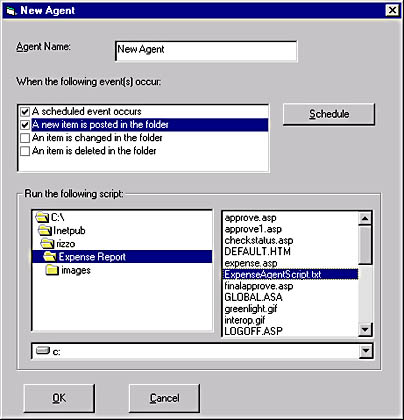 New Agent
Agent Name:
New Agent
When the following event(s) occur:
A scheduled event occurs
A new item is posted in the folder
An item is changed in the folder
An item is deleted in the folder
Schedule
Run the following script:
C:\
Inetpub
rizzo
Expense Report
images
approve.asp
approve1.asp
checkstatus.asp
DEFAULT.HTM
expense.asp
ExpenseAgentScript.txt
finalapprove.asp
GLOBAL.ASA
greenlight.gif
interop.gif
LOGOFF.ASP
c:
OK
Cancel